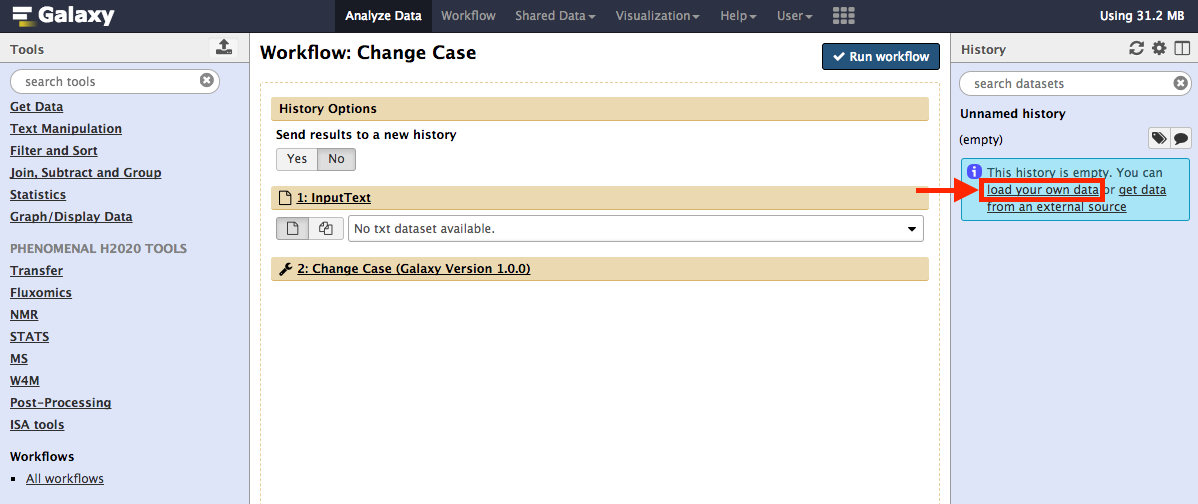 Galaxy
Analyze Data Workflow Shared Data Visualization Help User
Using 31.2 MB
Tools
search tools
Get Data
Text Manipulation
Filter and Sort
Join, Subtract and Group
Statistics
Graph/Display Data
PHENOMENAL H2020 TOOLS
Transfer
Fluxomics
NMR
STATS
MS
W4M
Post-Processing
ISA tools
Workflows
All workflows
Workflow: Change Case
Run workflow
History Options
Send results to a new history
Yes No
1: InputText
No txt dataset available.
2: Change Case (Galaxy Version 1.0.0)
History
search datasets
Unnamed history
(empty)
This history is empty. You can
load your own data or get data
from an external source